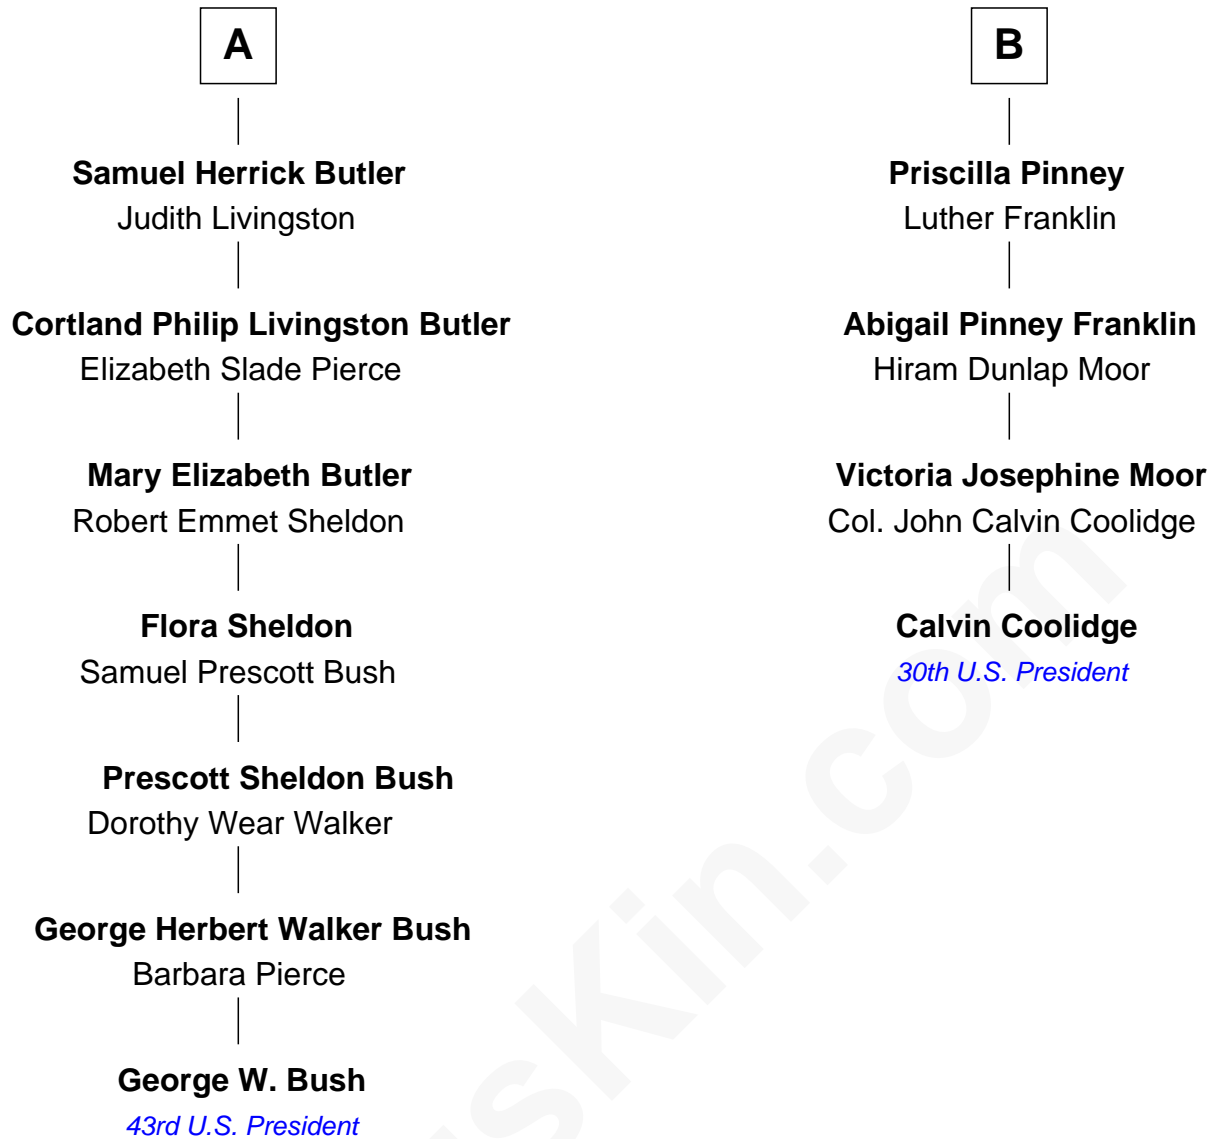 A
Samuel Herrick Butler
Judith Livingston
Cortland Philip Livingston Butler
Elizabeth Slade Pierce
Mary Elizabeth Butler
Robert Emmet Sheldon
Flora Sheldon
Samuel Prescott Bush
Prescott Sheldon Bush
Dorothy Wear Walker
George Herbert Walker Bush
Barbara Pierce
George W. Bush
43rd U.S. President
B
Priscilla Pinney
Luther Franklin
Abigail Pinney Franklin
Hiram Dunlap Moor
Victoria Josephine Moor
Col. John Calvin Coolidge
Calvin Coolidge
30th U.S. President
sKin.com